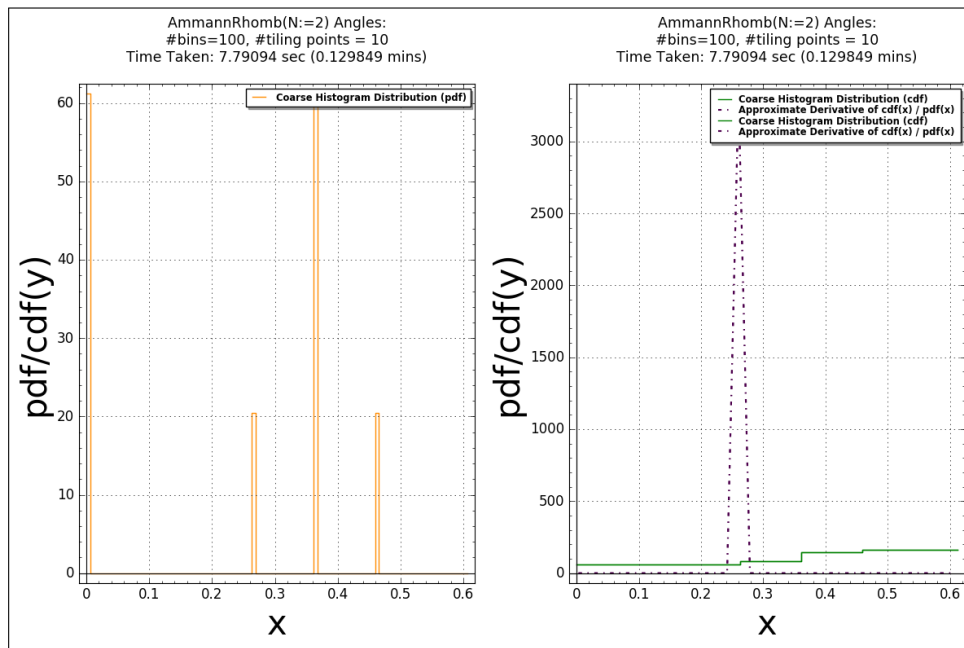 AmmannRhomb(N:=2) Angles:
#bins=100, #tiling points = 10
Time Taken: 7.79094 sec (0.129849 mins)
Coarse Histogram Distribution (pdf)
60
50
40
30
20
10
0
pdf/cdf(y)
0 0.1 0.2 0.3 0.4 0.5 0.6
x
AmmannRhomb(N:=2) Angles:
#bins=100, #tiling points = 10
Time Taken: 7.79094 sec (0.129849 mins)
Coarse Histogram Distribution (cdf)
Approximate Derivative of cdf(x) / pdf(x)
Coarse Histogram Distribution (cdf)
Approximate Derivative of cdf(x) / pdf(x)
3000
2500
2000
1500
1000
500
0
pdf/cdf(y)
0 0.1 0.2 0.3 0.4 0.5 0.6
x